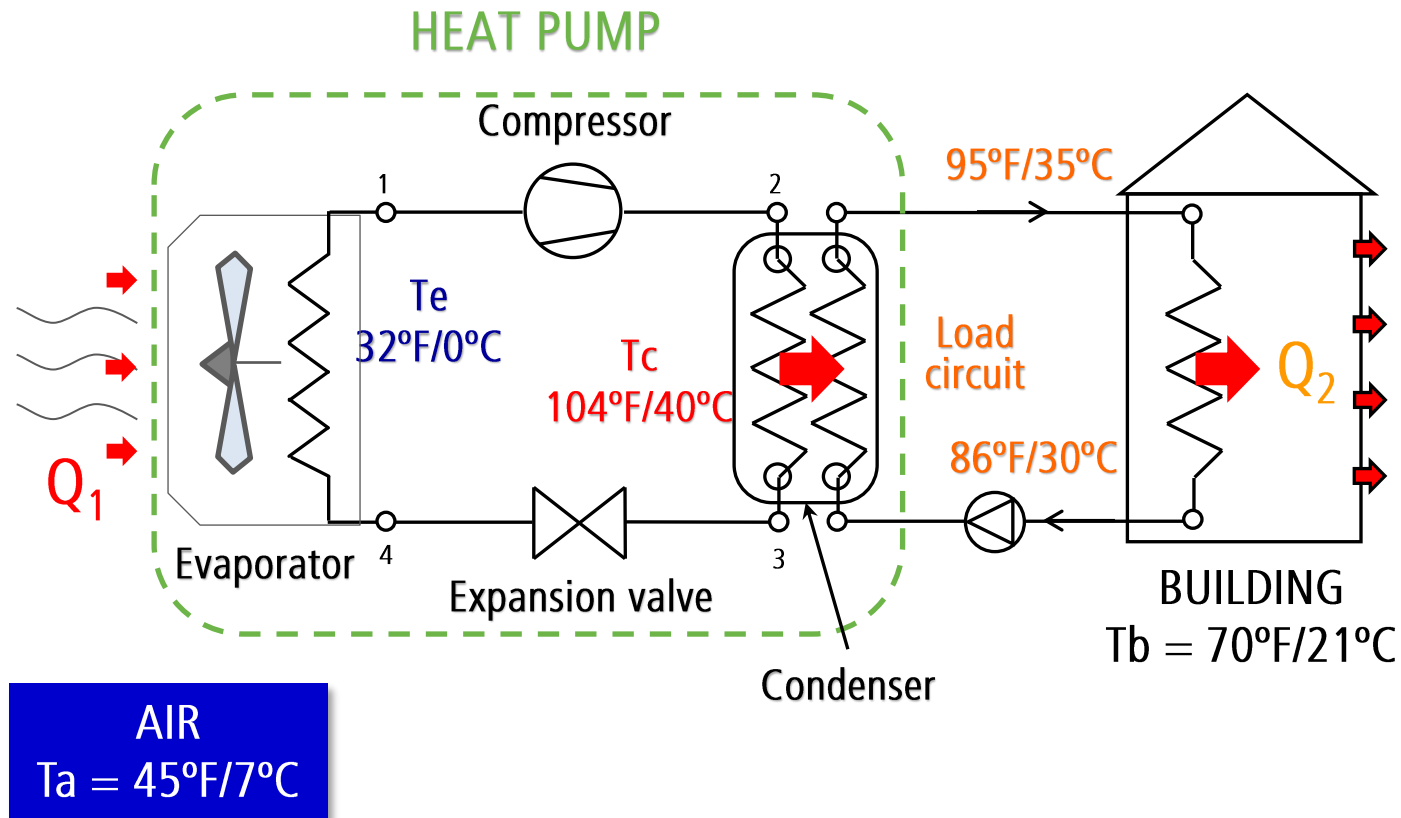 HEAT PUMP
Compressor
95ºF/35ºC
1
2
Te
32ºF/0ºC
Tc
104ºF/40ºC
Load
circuit
Q2
86ºF/30ºC
Q1
4
3
Evaporator
Expansion valve
BUILDING
Tb = 70ºF/21ºC
Condenser
AIR
Ta = 45ºF/7ºC